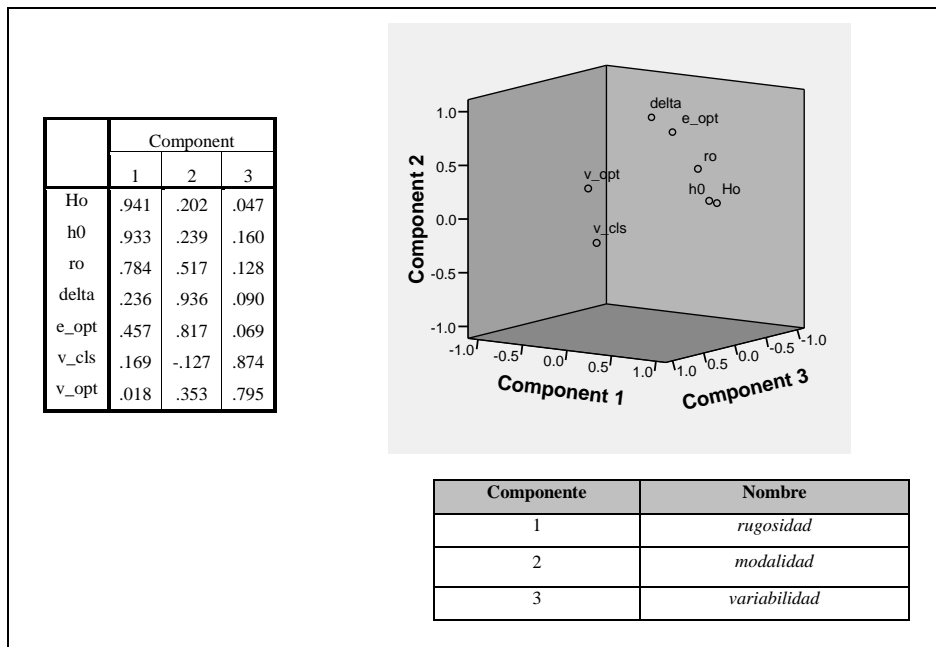 Component
1 2 3
Ho .941 .202 .047
h0 .933 .239 .160
ro .784 .517 .128
delta .236 .936 .090
e_opt .457 .817 .069
v_cls .169 -.127 .874
v_opt .018 .353 .795
delta
e_opt
ro
v_opt
h0 Ho
v_cls
Component 2
1.0
0.5
0.0
-0.5
-1.0
-1.0 -0.5 0.0 0.5 1.0
Component 1
1.0 0.5 0.0 -0.5 -1.0
Component 3
Componente Nombre
1 rugosidad
2 modalidad
3 variabilidad